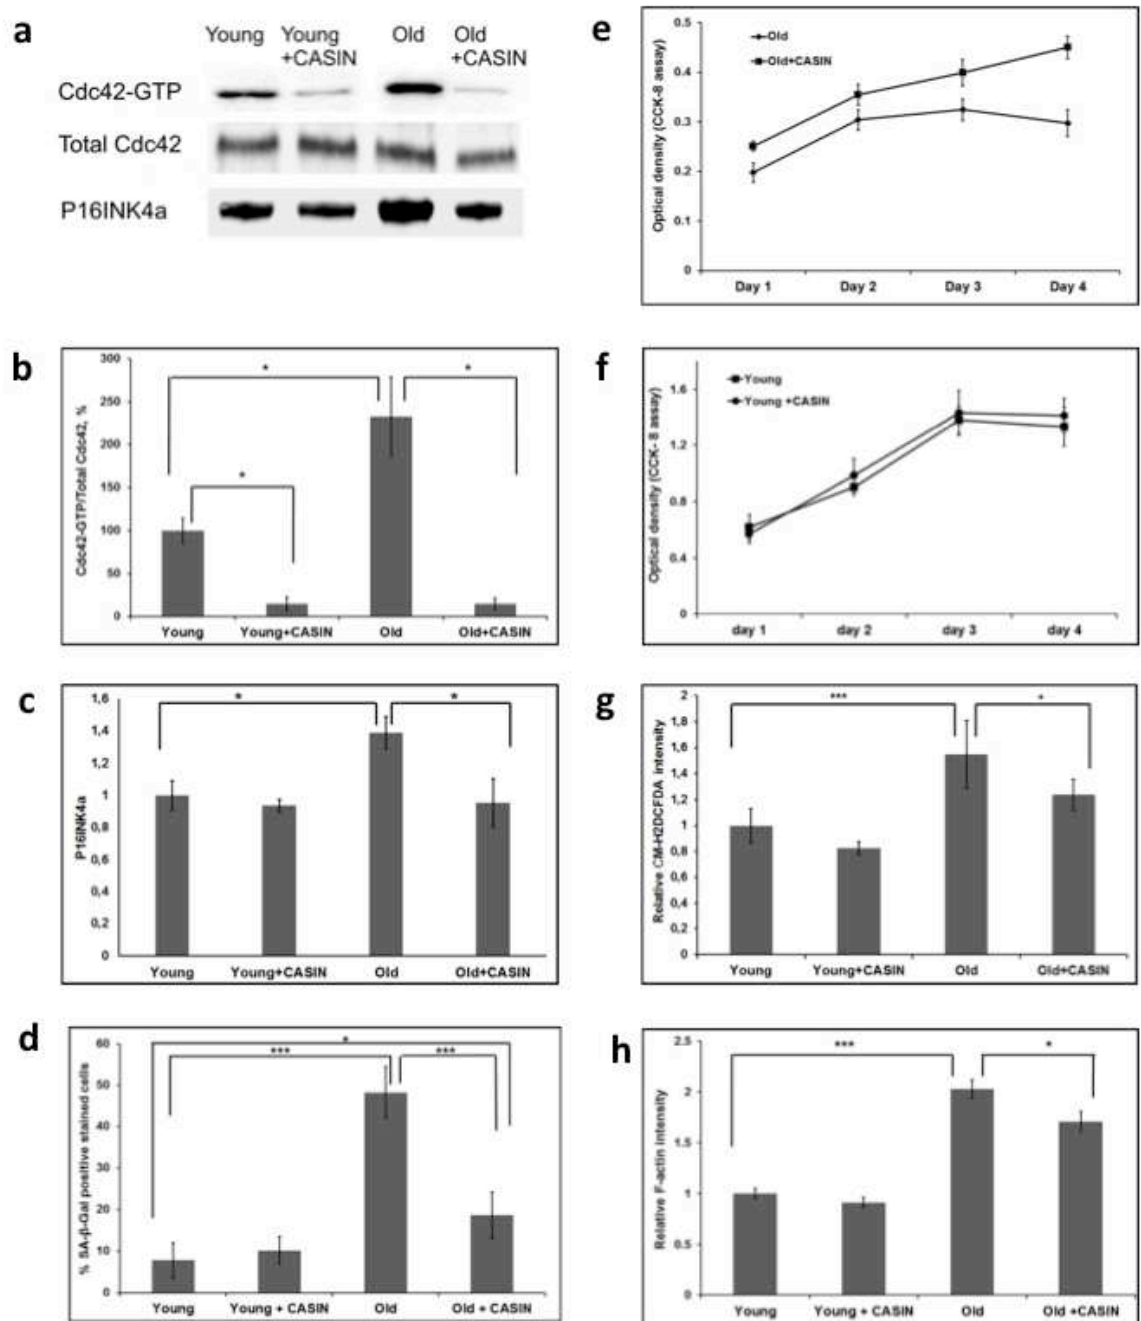 a
Young Young +CASIN Old Old +CASIN
Cdc42-GTP
Total Cdc42
P16INK4a
b
Cdc42-GTP/Total Cdc42, %
300
250
200
150
100
50
0
* * *
Young Young+CASIN Old Old+CASIN
c
P16INK4a
1,6
1,4
1,2
1
0,8
0,6
0,4
0,2
0
* *
Young Young+CASIN Old Old+CASIN
d
% SA-β-Gal positive stained cells
60
50
40
30
20
10
0
*
*** ***
Young Young + CASIN Old Old + CASIN
e
Optical density (CCK-8 assay)
0.5
0.4
0.3
0.2
0.1
0
Old
Old+CASIN
Day 1 Day 2 Day 3 Day 4
f
Optical density (CCK- 8 assay)
1.6
1.2
0.8
0.4
0
Young
Young +CASIN
day 1 day 2 day 3 day 4
g
Relative CM-H2DCFDA intensity
2
1,8
1,6
1,4
1,2
1
0,8
0,6
0,4
0,2
0
*** *
Young Young+CASIN Old Old+CASIN
h
Relative F-actin intensity
2.5
2
1.5
1
0.5
0
*** *
Young Young + CASIN Old Old +CASIN